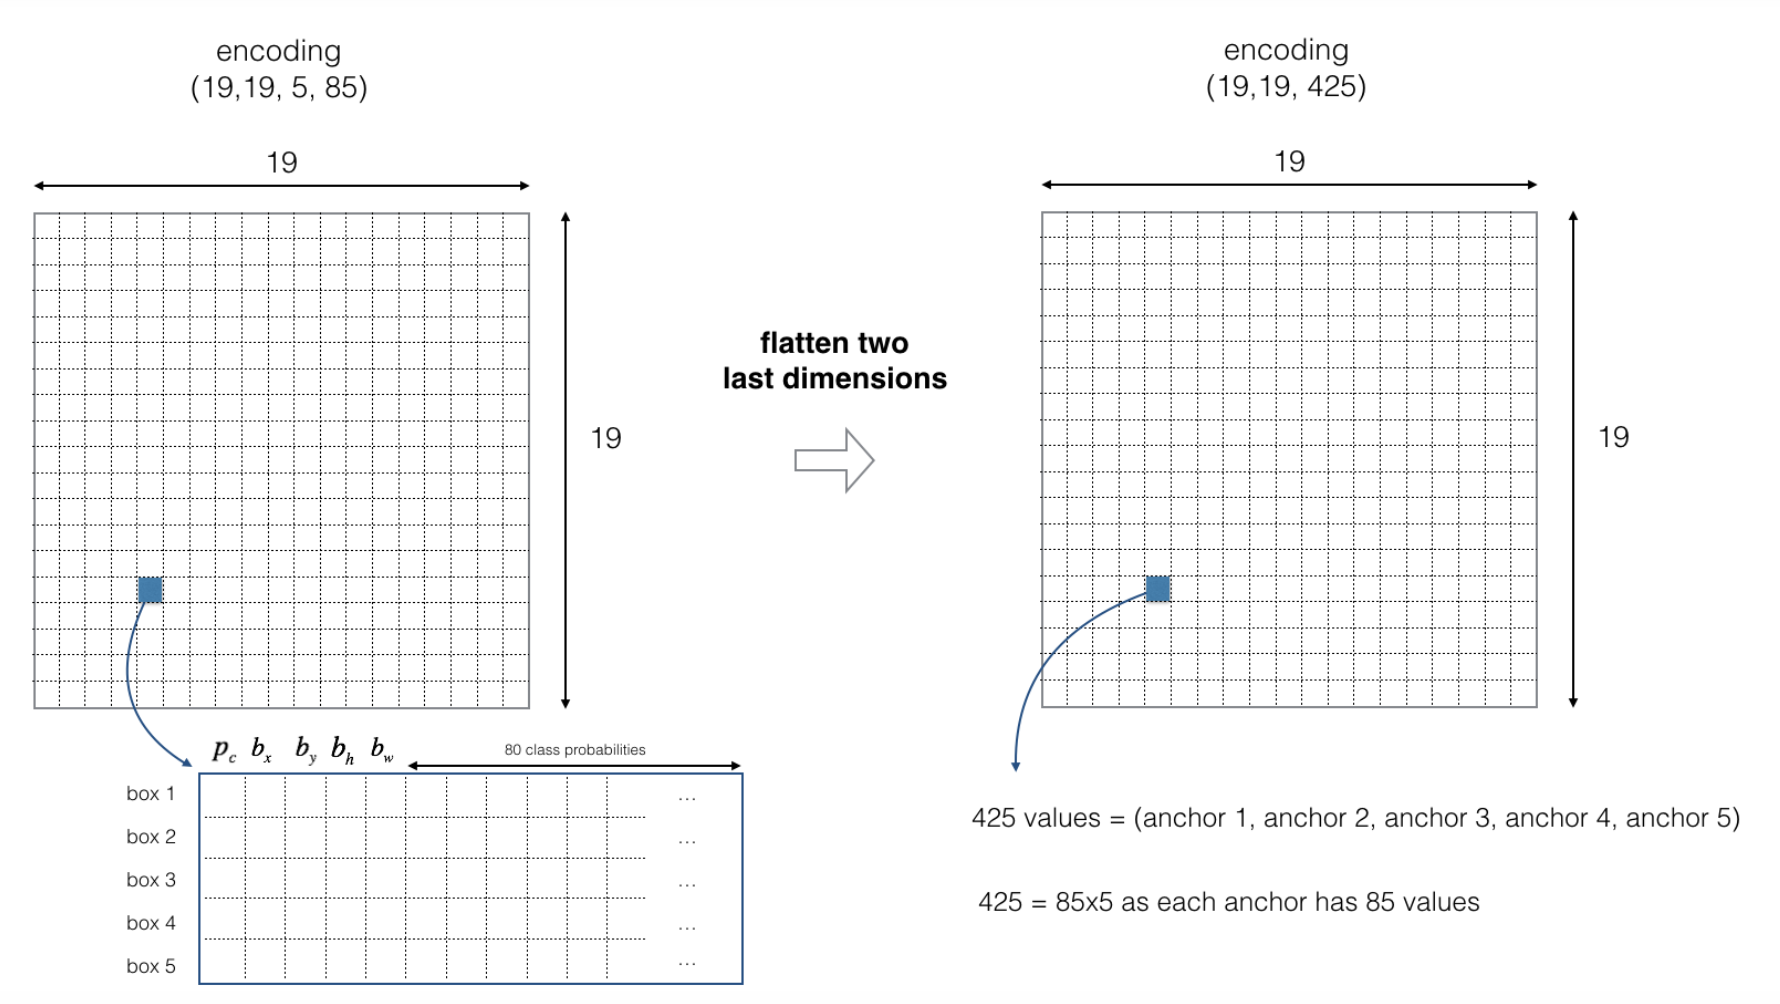 encoding
(19,19, 5, 85)
19
19
p_c b_x b_y b_h b_w
80 class probabilities
box 1 ...
box 2 ...
box 3 ...
box 4 ...
box 5 ...
flatten two
last dimensions
encoding
(19,19, 425)
19
19
425 values = (anchor 1, anchor 2, anchor 3, anchor 4, anchor 5)
425 = 85x5 as each anchor has 85 values